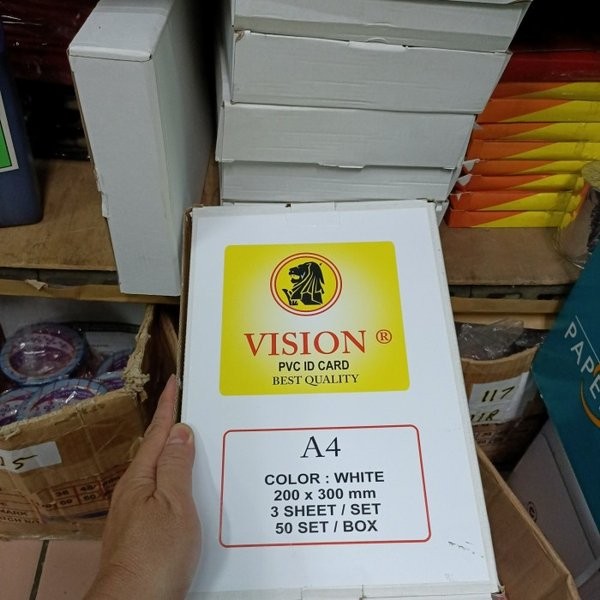 VISION ®
PVC ID CARD
BEST QUALITY
A4
COLOR : WHITE
200 x 300 mm
3 SHEET / SET
50 SET / BOX
117
PAPE